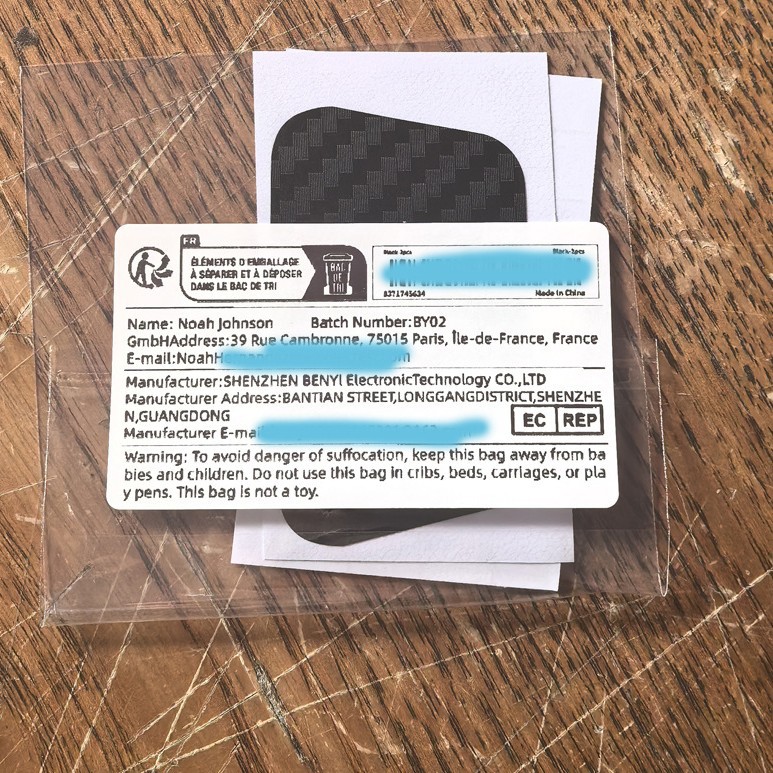 FR
ÉLÉMENTS D'EMBALLAGE
À SÉPARER ET À DÉPOSER
DANS LE BAC DE TRI
BAC
DE
TRI
Black-2pcs Black-2pcs
8371745634 Made In China
Name: Noah Johnson Batch Number:BY02
GmbHAddress:39 Rue Cambronne, 75015 Paris, Île-de-France, France
E-mail:NoahH
Manufacturer:SHENZHEN BENYI ElectronicTechnology CO.,LTD
Manufacturer Address:BANTIAN STREET,LONGGANGDISTRICT,SHENZHE
N,GUANGDONG
EC REP
Manufacturer E-mai
Warning: To avoid danger of suffocation, keep this bag away from ba
bies and children. Do not use this bag in cribs, beds, carriages, or pla
y pens. This bag is not a toy.